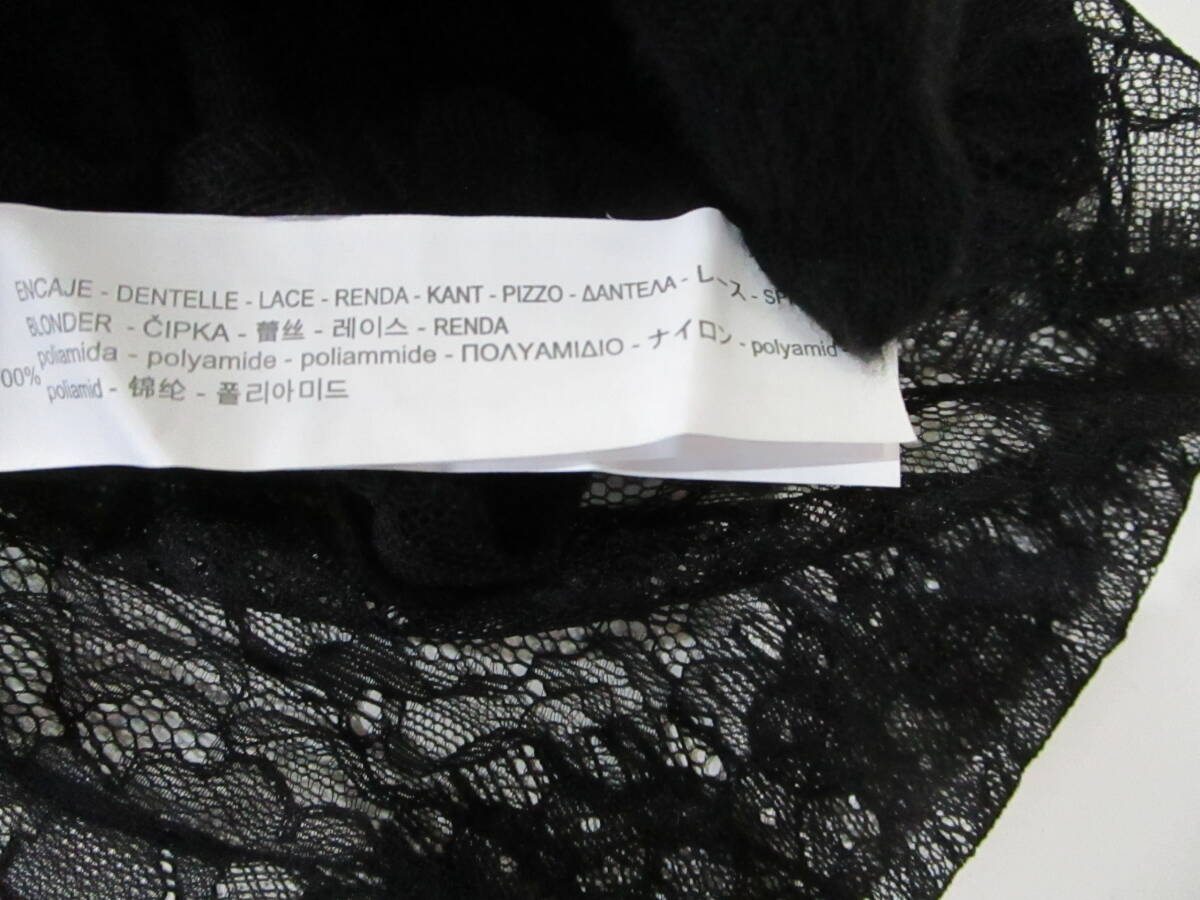 ENCAJE - DENTELLE - LACE - RENDA - KANT - PIZZO - ΔΑΝΤΕΛΑ - レース -
BLONDER - ČIPKA - 蕾丝 - 레이스 - RENDA
poliamida - polyamide - poliammide - ΠΟΛΥΑΜΙΔΙΟ - ナイロン - polyamid -
00%
poliamid - 锦纶 - 폴리아미드